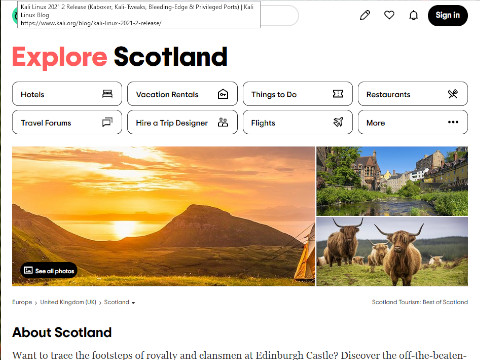 Kali Linux 2021.2 Release (Kaboxer, Kali-Tweaks, Bleeding-Edge & Privileged Ports) | Kali
Linux Blog
https://www.kali.org/blog/kali-linux-2021-2-release/
Sign in
Explore Scotland
Hotels
Vacation Rentals
Things to Do
Restaurants
Travel Forums
Hire a Trip Designer
Flights
More
See all photos
Europe > United Kingdom (UK) > Scotland
Scotland Tourism: Best of Scotland
About Scotland
Want to trace the footsteps of royalty and clansmen at Edinburgh Castle? Discover the off-the-beaten-